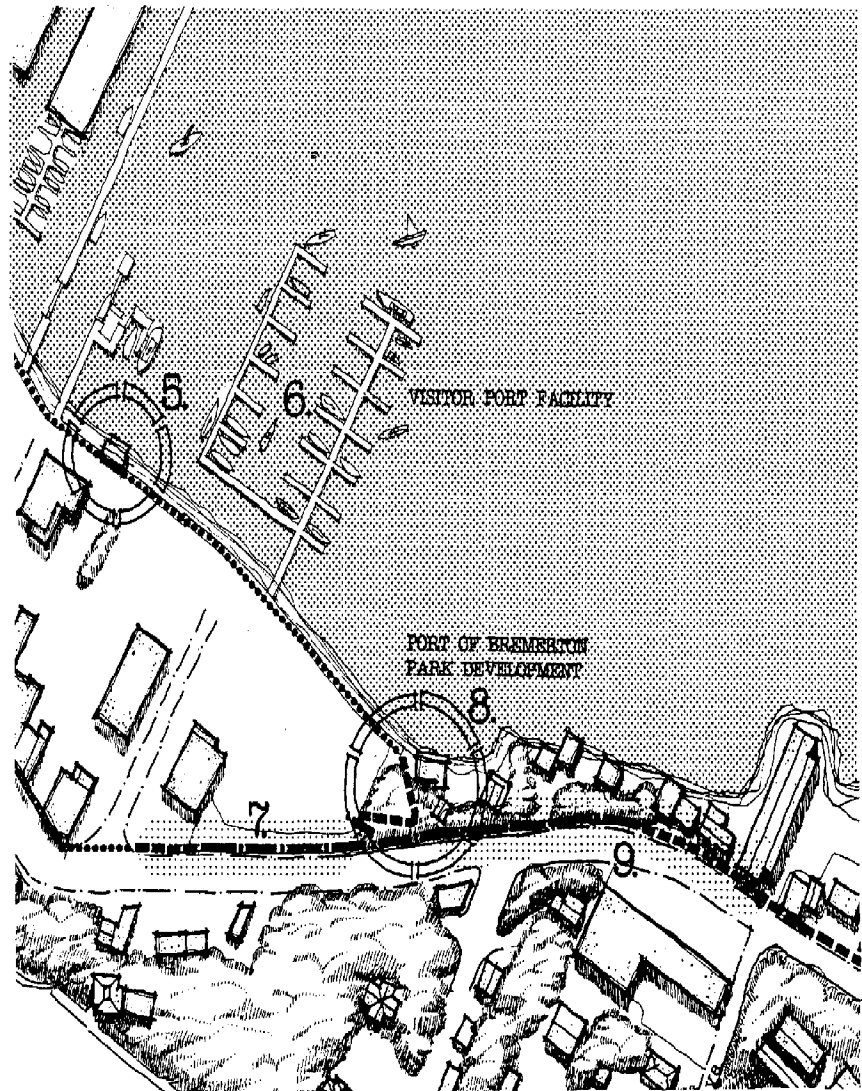 5.
6.
VISITOR PORT FACILITY
PORT OF BREMERTON
PARK DEVELOPMENT
8.
7.
9.